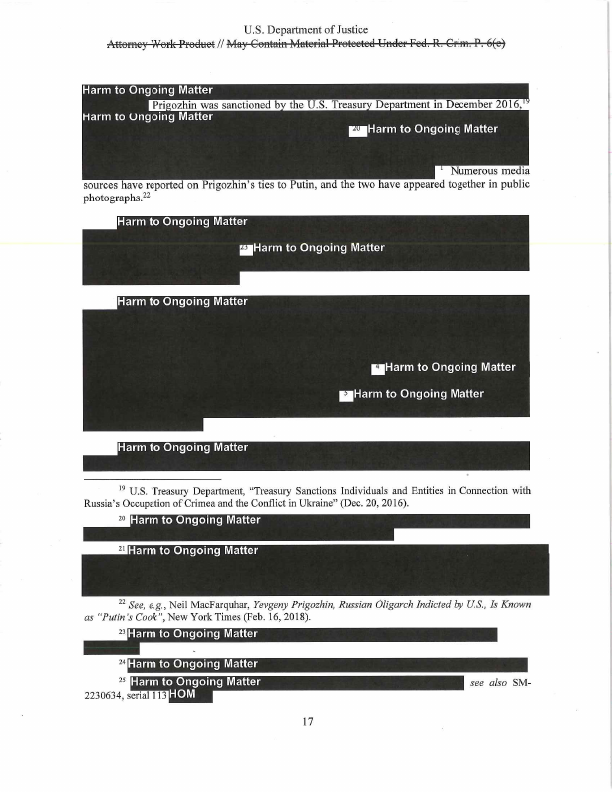 U.S. Department of Justice
Attorney Work Product // May Contain Material Protected Under Fed. R. Crim. P. 6(e)
Harm to Ongoing Matter
Prigozhin was sanctioned by the U.S. Treasury Department in December 2016,19
Harm to Ongoing Matter
20 Harm to Ongoing Matter
1 Numerous media
sources have reported on Prigozhin's ties to Putin, and the two have appeared together in public
photographs.22
Harm to Ongoing Matter
23 Harm to Ongoing Matter
Harm to Ongoing Matter
4 Harm to Ongoing Matter
5 Harm to Ongoing Matter
Harm to Ongoing Matter
19 U.S. Treasury Department, "Treasury Sanctions Individuals and Entities in Connection with
Russia's Occupation of Crimea and the Conflict in Ukraine" (Dec. 20, 2016).
20 Harm to Ongoing Matter
21 Harm to Ongoing Matter
22 See, e.g., Neil MacFarquhar, Yevgeny Prigozhin, Russian Oligarch Indicted by U.S., Is Known
as "Putin's Cook", New York Times (Feb. 16, 2018).
23 Harm to Ongoing Matter
24 Harm to Ongoing Matter
25 Harm to Ongoing Matter see also SM-
2230634, serial 113 HOM
17